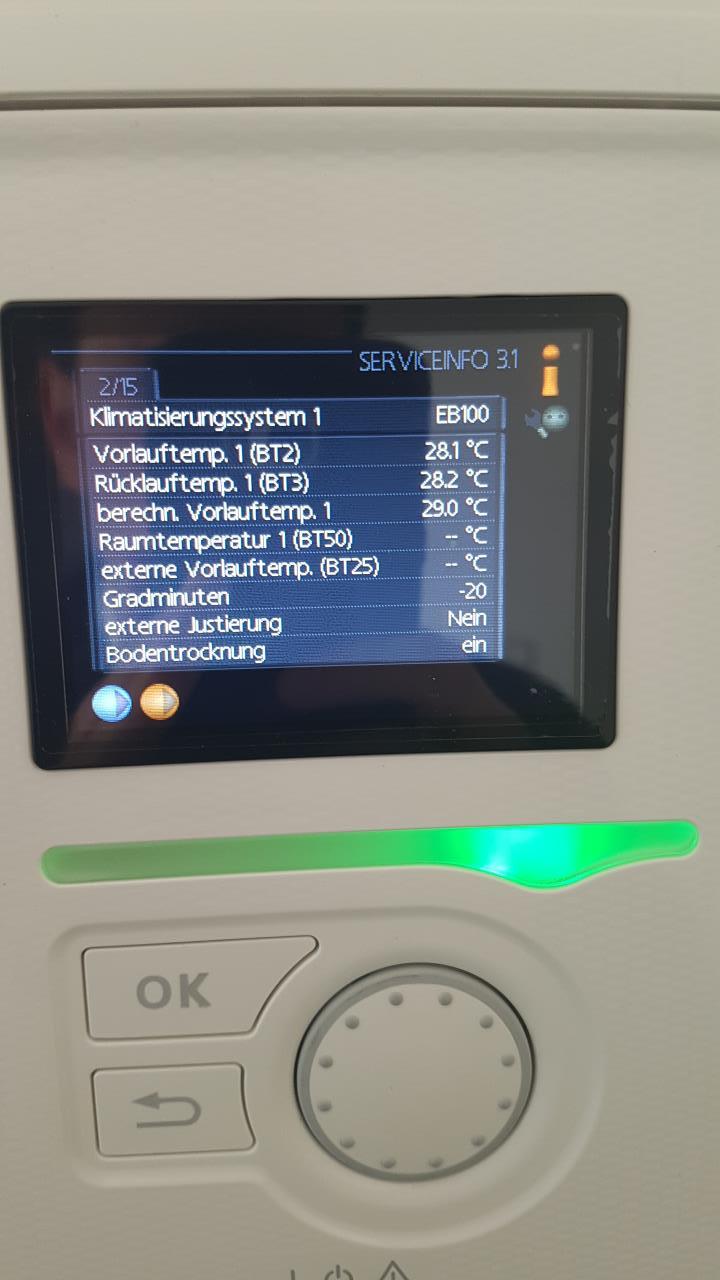 SERVICEINFO 3.1
2/15
Klimatisierungssystem 1 EB100
Vorlauftemp. 1 (BT2) 28.1 °C
Rücklauftemp. 1 (BT3) 28.2 °C
berechn. Vorlauftemp. 1 29.0 °C
Raumtemperatur 1 (BT50) -- °C
externe Vorlauftemp. (BT25) -- °C
Gradminuten -20
externe Justierung Nein
Bodentrocknung ein
OK